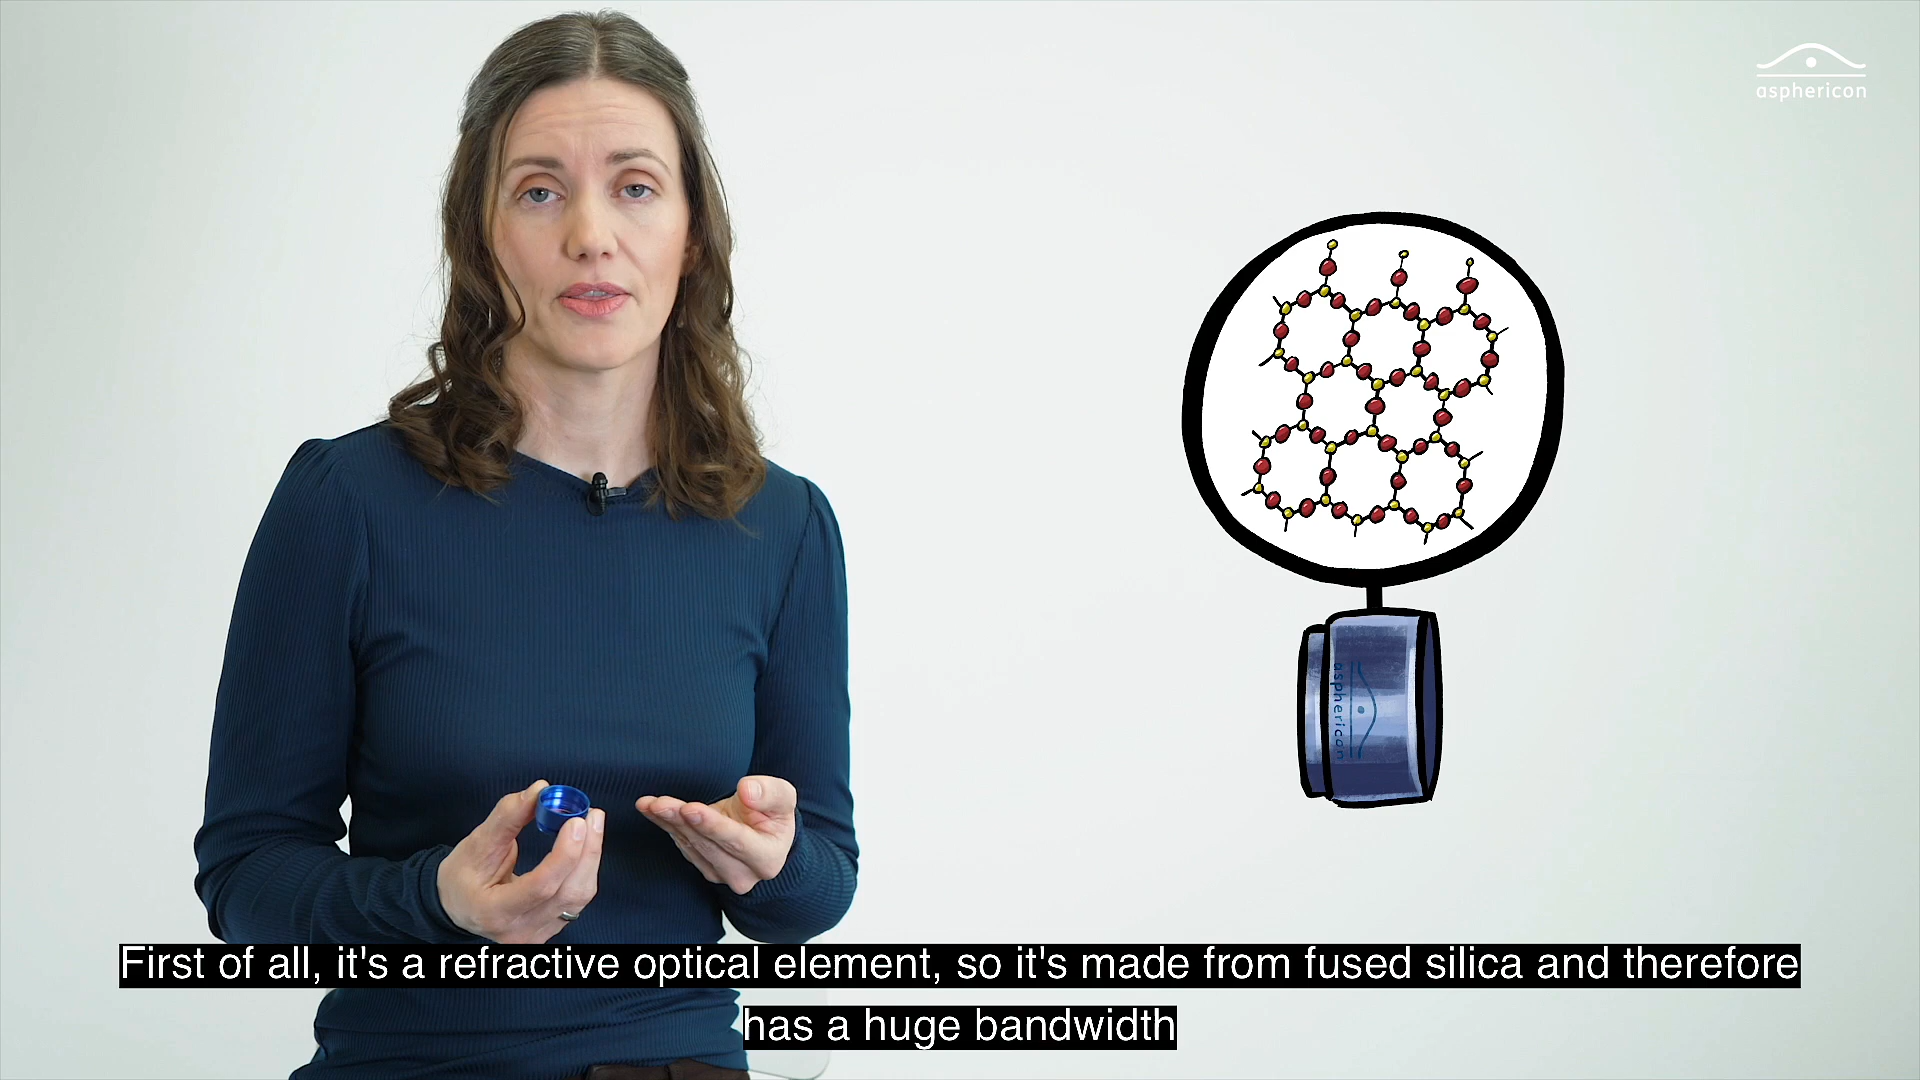 asphericon
asphericon
First of all, it's a refractive optical element, so it's made from fused silica and therefore
has a huge bandwidth